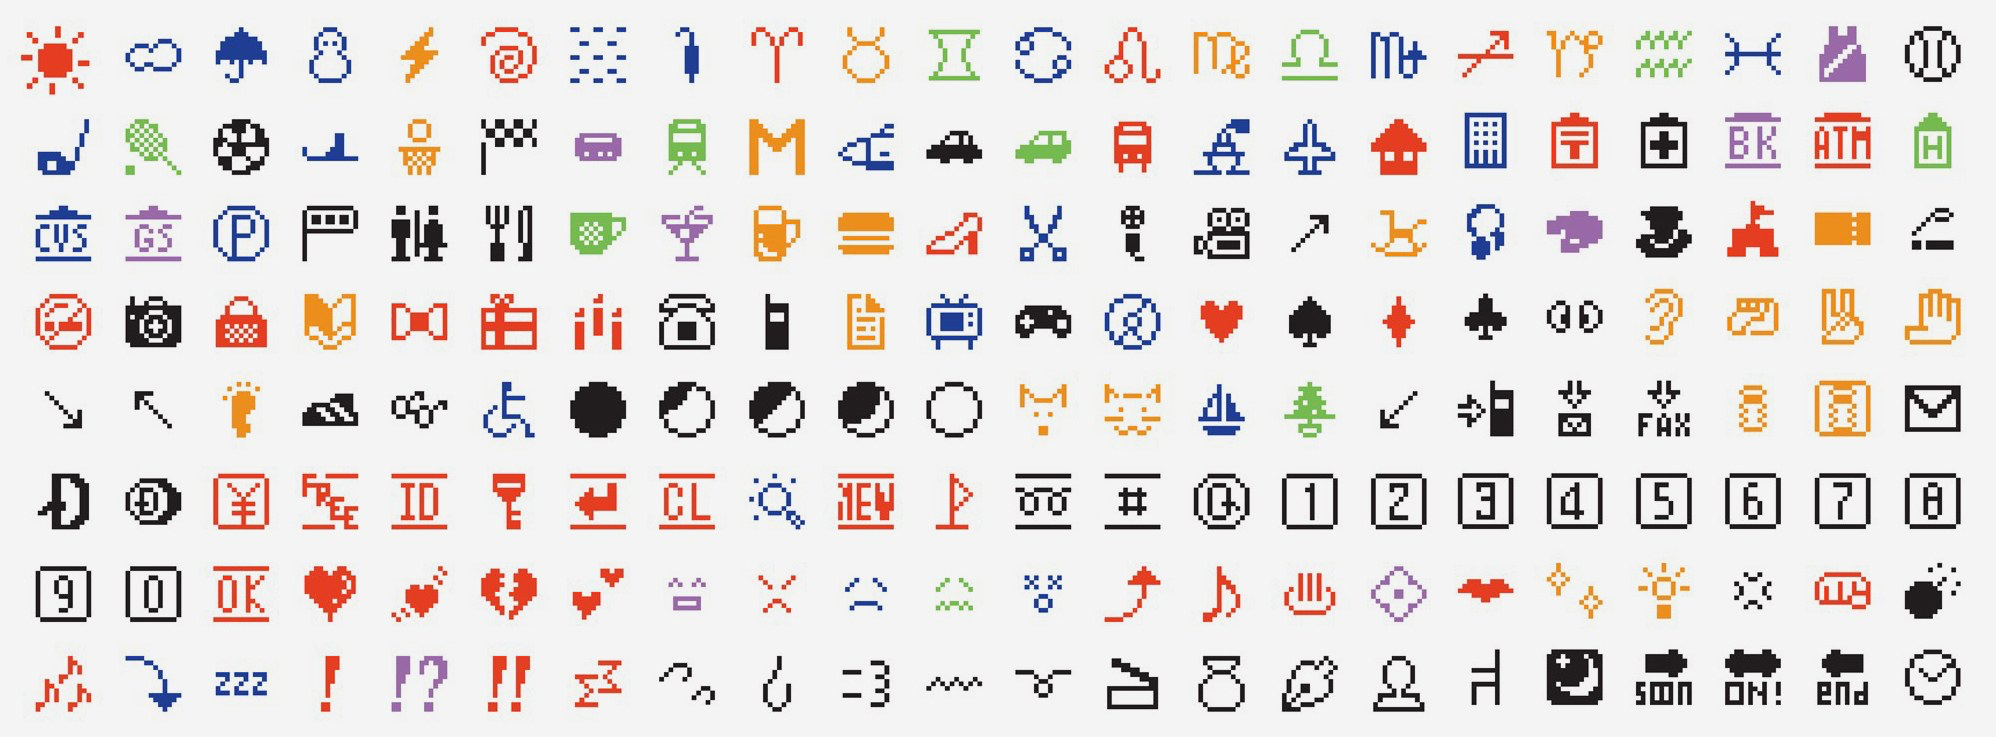 M BK ATM H
CVS GS P
FAX
¥ FREE ID CL NEW # @ 1 2 3 4 5 6 7 8
9 0 OK
zzz ! !? !! soon ON! end